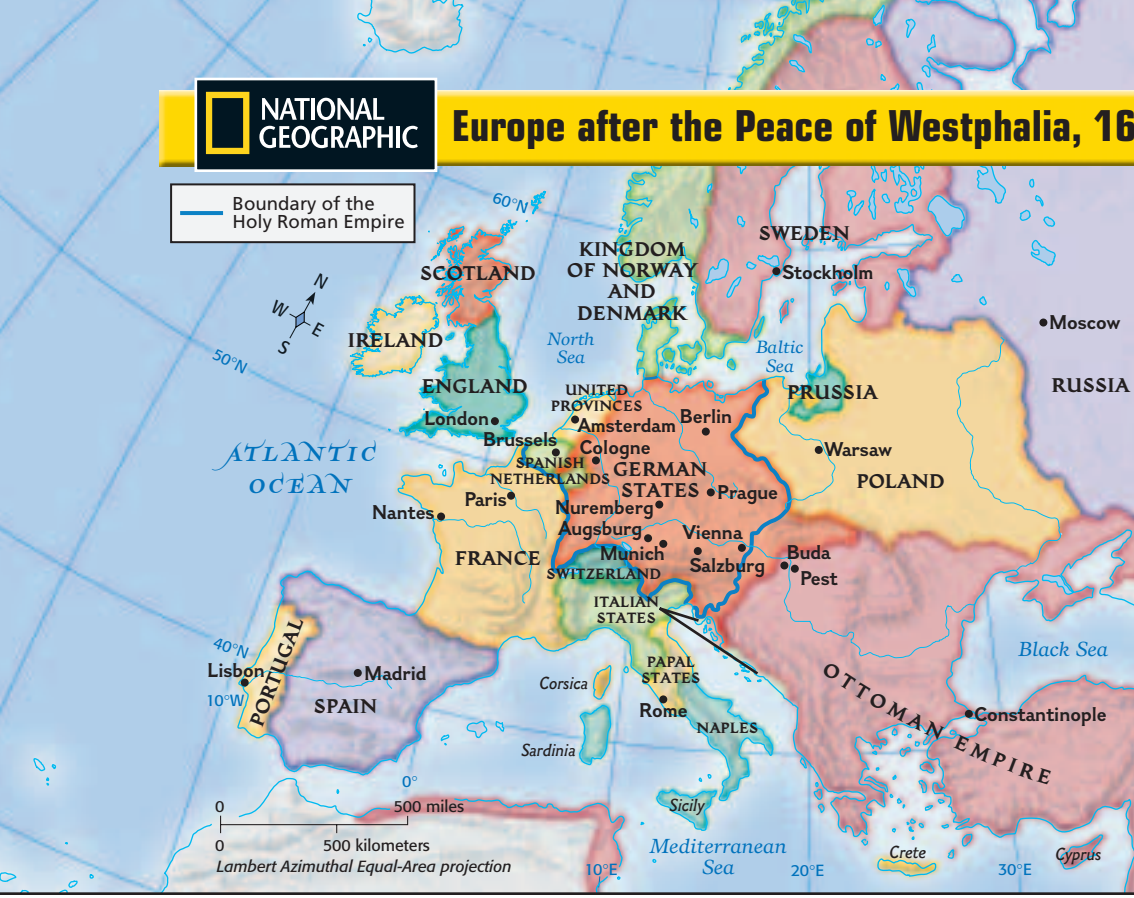 NATIONAL
GEOGRAPHIC
Europe after the Peace of Westphalia, 16
Boundary of the
Holy Roman Empire
60°N
N
W
E
S
50°N
40°N
10°W
0°
10°E
20°E
30°E
SCOTLAND
IRELAND
ENGLAND
London
KINGDOM
OF NORWAY
AND
DENMARK
SWEDEN
Stockholm
Moscow
RUSSIA
North
Sea
Baltic
Sea
PRUSSIA
Warsaw
POLAND
UNITED
PROVINCES
Amsterdam
Berlin
Brussels
Cologne
SPANISH
NETHERLANDS
GERMAN
STATES
Prague
Nuremberg
Augsburg
Munich
Vienna
Salzburg
Buda
Pest
ATLANTIC
OCEAN
Paris
Nantes
FRANCE
SWITZERLAND
ITALIAN
STATES
PAPAL
STATES
Rome
NAPLES
Corsica
Sardinia
Sicily
Lisbon
PORTUGAL
Madrid
SPAIN
OTTOMAN EMPIRE
Black Sea
Constantinople
Mediterranean
Sea
Crete
Cyprus
0
500 miles
0
500 kilometers
Lambert Azimuthal Equal-Area projection